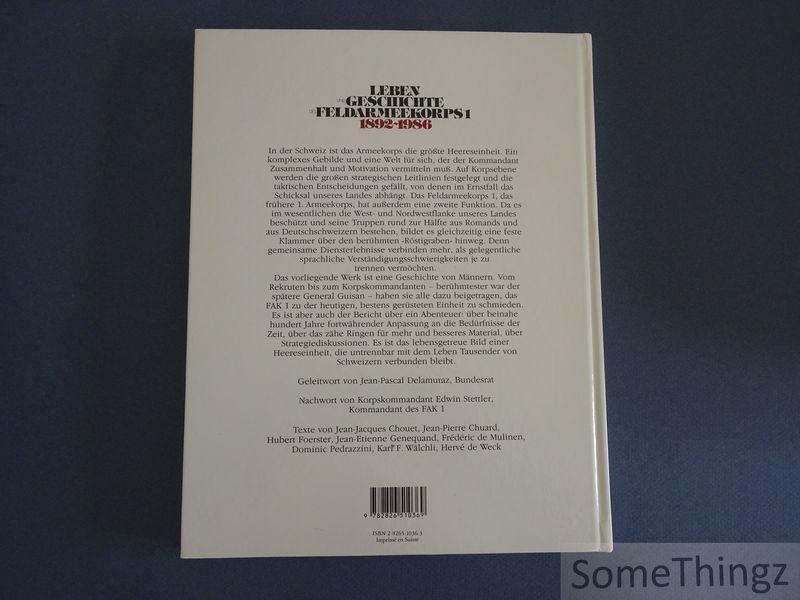 LEBEN
UND GESCHICHTE
DES FELDARMEEKORPS 1
1892-1986
In der Schweiz ist das Armeekorps die größte Heereseinheit. Ein
komplexes Gebilde und eine Welt für sich, der der Kommandant
Zusammenhalt und Motivation vermitteln muß. Auf Korpsebene
werden die großen strategischen Leitlinien festgelegt und die
taktischen Entscheidungen gefällt, von denen im Ernstfall das
Schicksal unseres Landes abhängt. Das Feldarmeekorps 1, das
frühere 1. Armeekorps, hat außerdem eine zweite Funktion. Da es
im wesentlichen die West- und Nordwestflanke unseres Landes
beschützt und seine Truppen rund zur Hälfte aus Romands und
aus Deutschschweizern bestehen, bildet es gleichzeitig eine feste
Klammer über den berühmten «Röstigraben» hinweg. Denn
gemeinsame Diensterlebnisse verbinden mehr, als gelegentliche
sprachliche Verständigungsschwierigkeiten je zu
trennen vermöchten.
Das vorliegende Werk ist eine Geschichte von Männern. Vom
Rekruten bis zum Korpskommandanten – berühmtester war der
spätere General Guisan – haben sie alle dazu beigetragen, das
FAK 1 zu der heutigen, bestens gerüsteten Einheit zu schmieden.
Es ist aber auch der Bericht über ein Abenteuer: über beinahe
hundert Jahre fortwährender Anpassung an die Bedürfnisse der
Zeit, über das zähe Ringen für mehr und besseres Material, über
Strategiediskussionen. Es ist das lebensgetreue Bild einer
Heereseinheit, die untrennbar mit dem Leben Tausender von
Schweizern verbunden bleibt.
Geleitwort von Jean-Pascal Delamuraz, Bundesrat
Nachwort von Korpskommandant Edwin Stettler,
Kommandant des FAK 1
Texte von Jean-Jacques Chouet, Jean-Pierre Chuard,
Hubert Foerster, Jean-Etienne Genequand, Frédéric de Mulinen,
Dominic Pedrazzini, Karl F. Wälchli, Hervé de Weck
9 782826 510369
ISBN 2-8265-1036-3
Imprimé en Suisse
SomeThingz